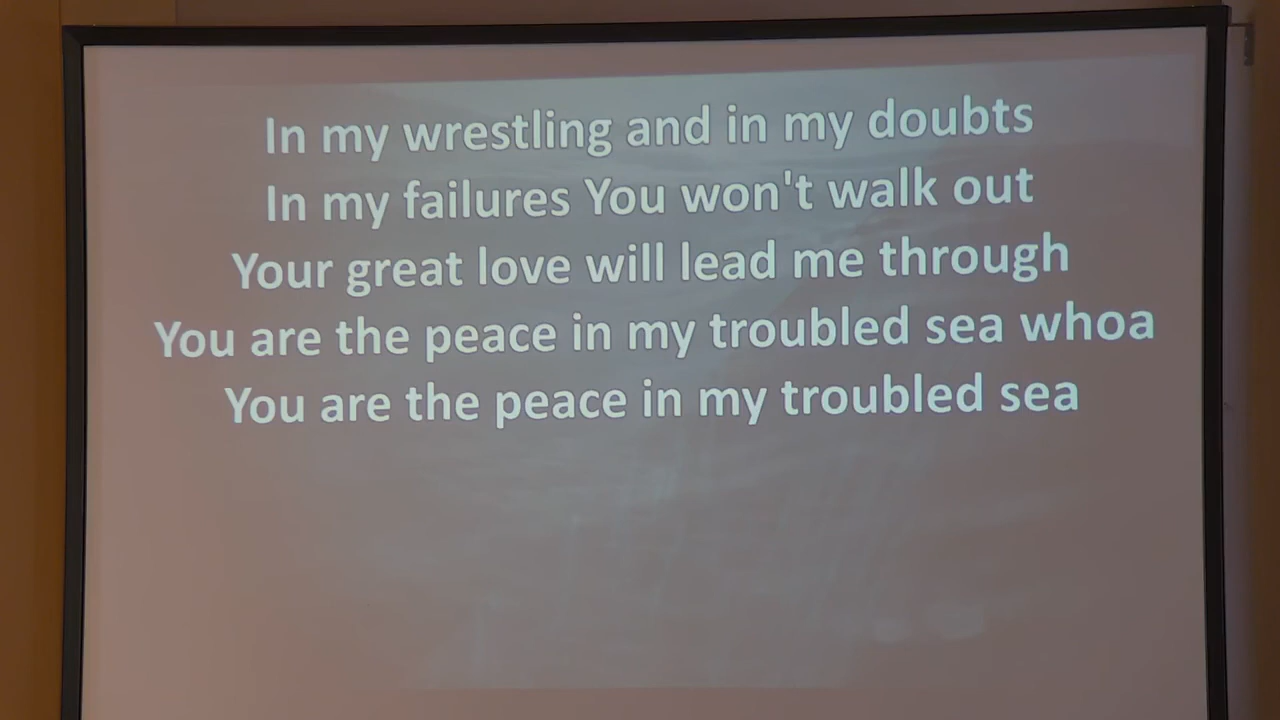 In my wrestling and in my doubts
In my failures You won't walk out
Your great love will lead me through
You are the peace in my troubled sea whoa
You are the peace in my troubled sea